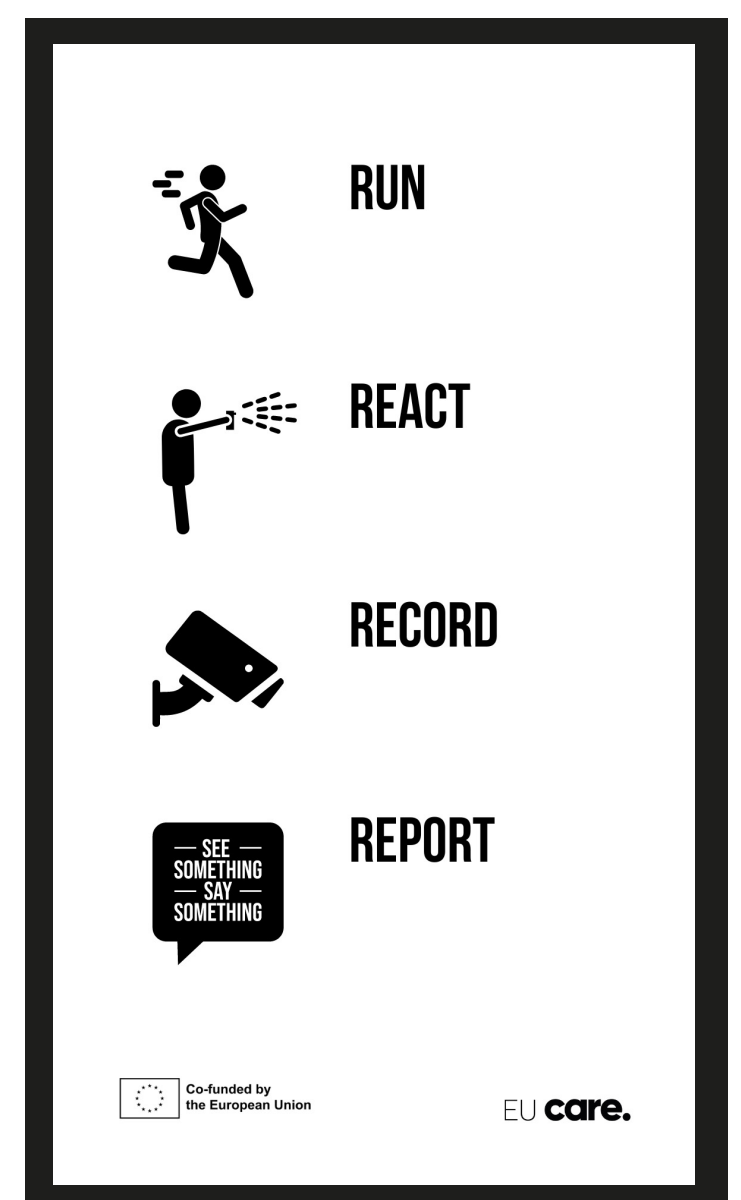 RUN
REACT
RECORD
REPORT
SEE
SOMETHING
SAY
SOMETHING
Co-funded by
the European Union
EU care.